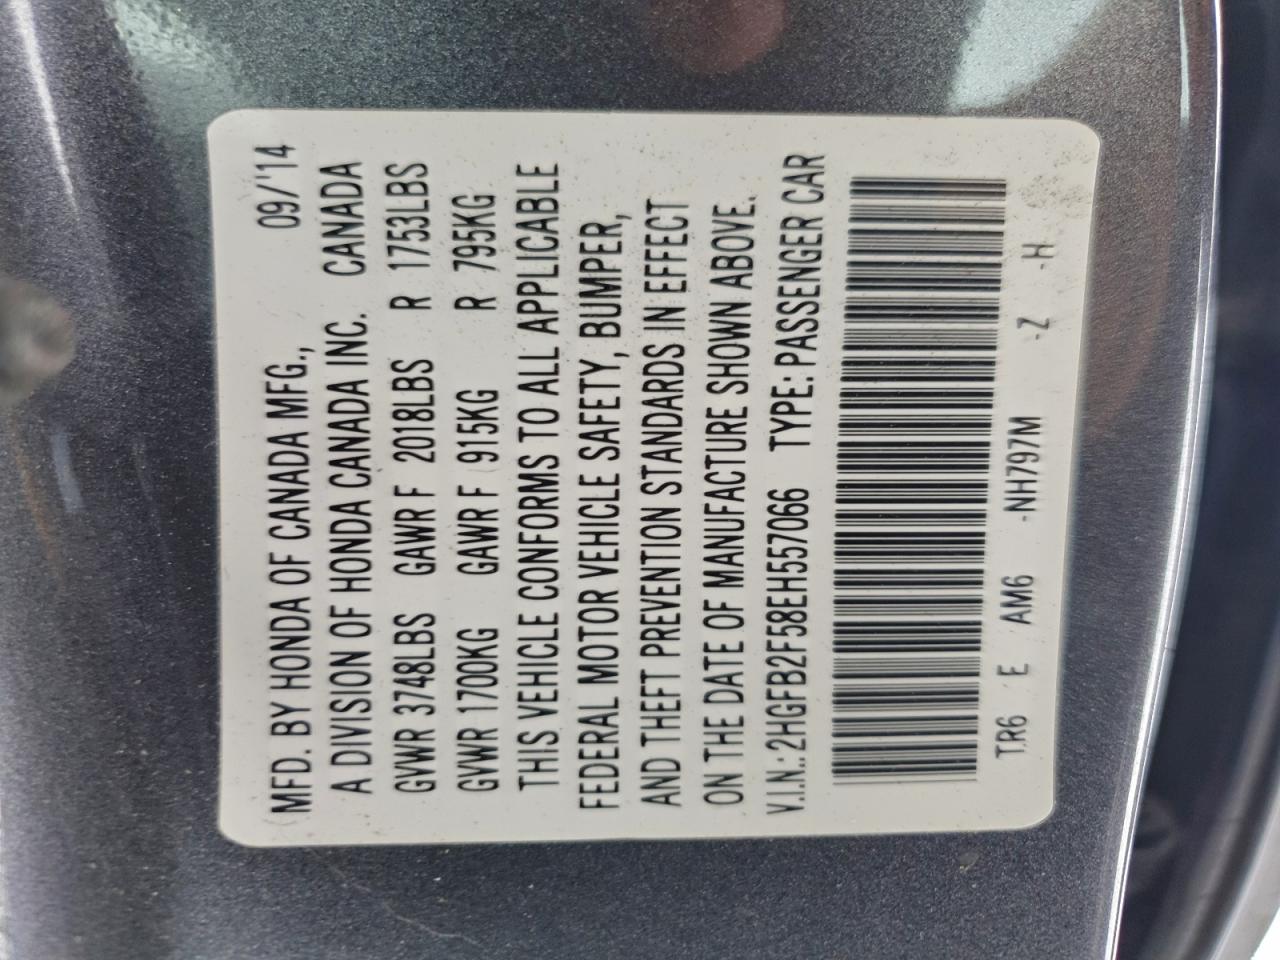 MFD. BY HONDA OF CANADA MFG., 09/'14
A DIVISION OF HONDA CANADA INC. CANADA
GVWR 3748LBS GAWR F 2018LBS R 1753LBS
GVWR 1700KG GAWR F 915KG R 795KG
THIS VEHICLE CONFORMS TO ALL APPLICABLE
FEDERAL MOTOR VEHICLE SAFETY, BUMPER,
AND THEFT PREVENTION STANDARDS IN EFFECT
ON THE DATE OF MANUFACTURE SHOWN ABOVE.
V.I.N.: 2HGFB2F58EH557066 TYPE: PASSENGER CAR
T.R6 E AM6 -NH797M -Z -H